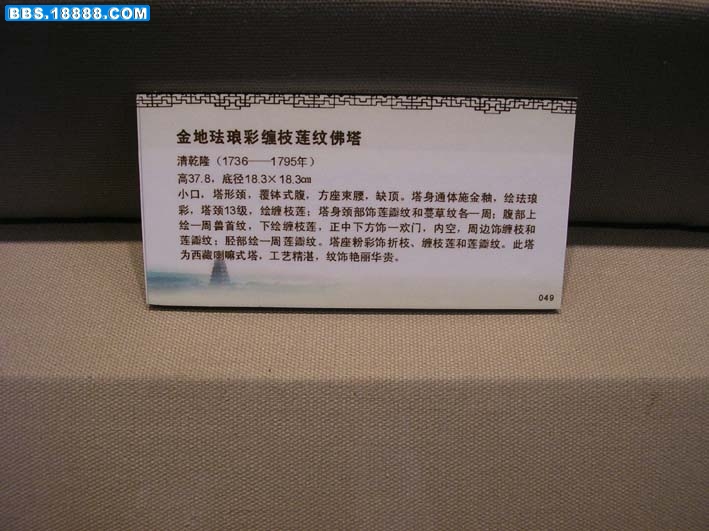 BBS.18888.COM
金地珐琅彩缠枝莲纹佛塔
清乾隆（1736——1795年）
高37.8，底径18.3×18.3㎝
小口，塔形颈，覆钵式腹，方座束腰，缺顶。塔身通体施金釉，绘珐琅
彩，塔颈13级，绘缠枝莲；塔身颈部饰莲瓣纹和蔓草纹各一周；腹部上
绘一周兽首纹，下绘缠枝莲，正中下方饰一欢门，内空，周边饰缠枝和
莲瓣纹；胫部绘一周莲瓣纹。塔座粉彩饰折枝、缠枝莲和莲瓣纹。此塔
为西藏喇嘛式塔，工艺精湛，纹饰艳丽华贵。
049